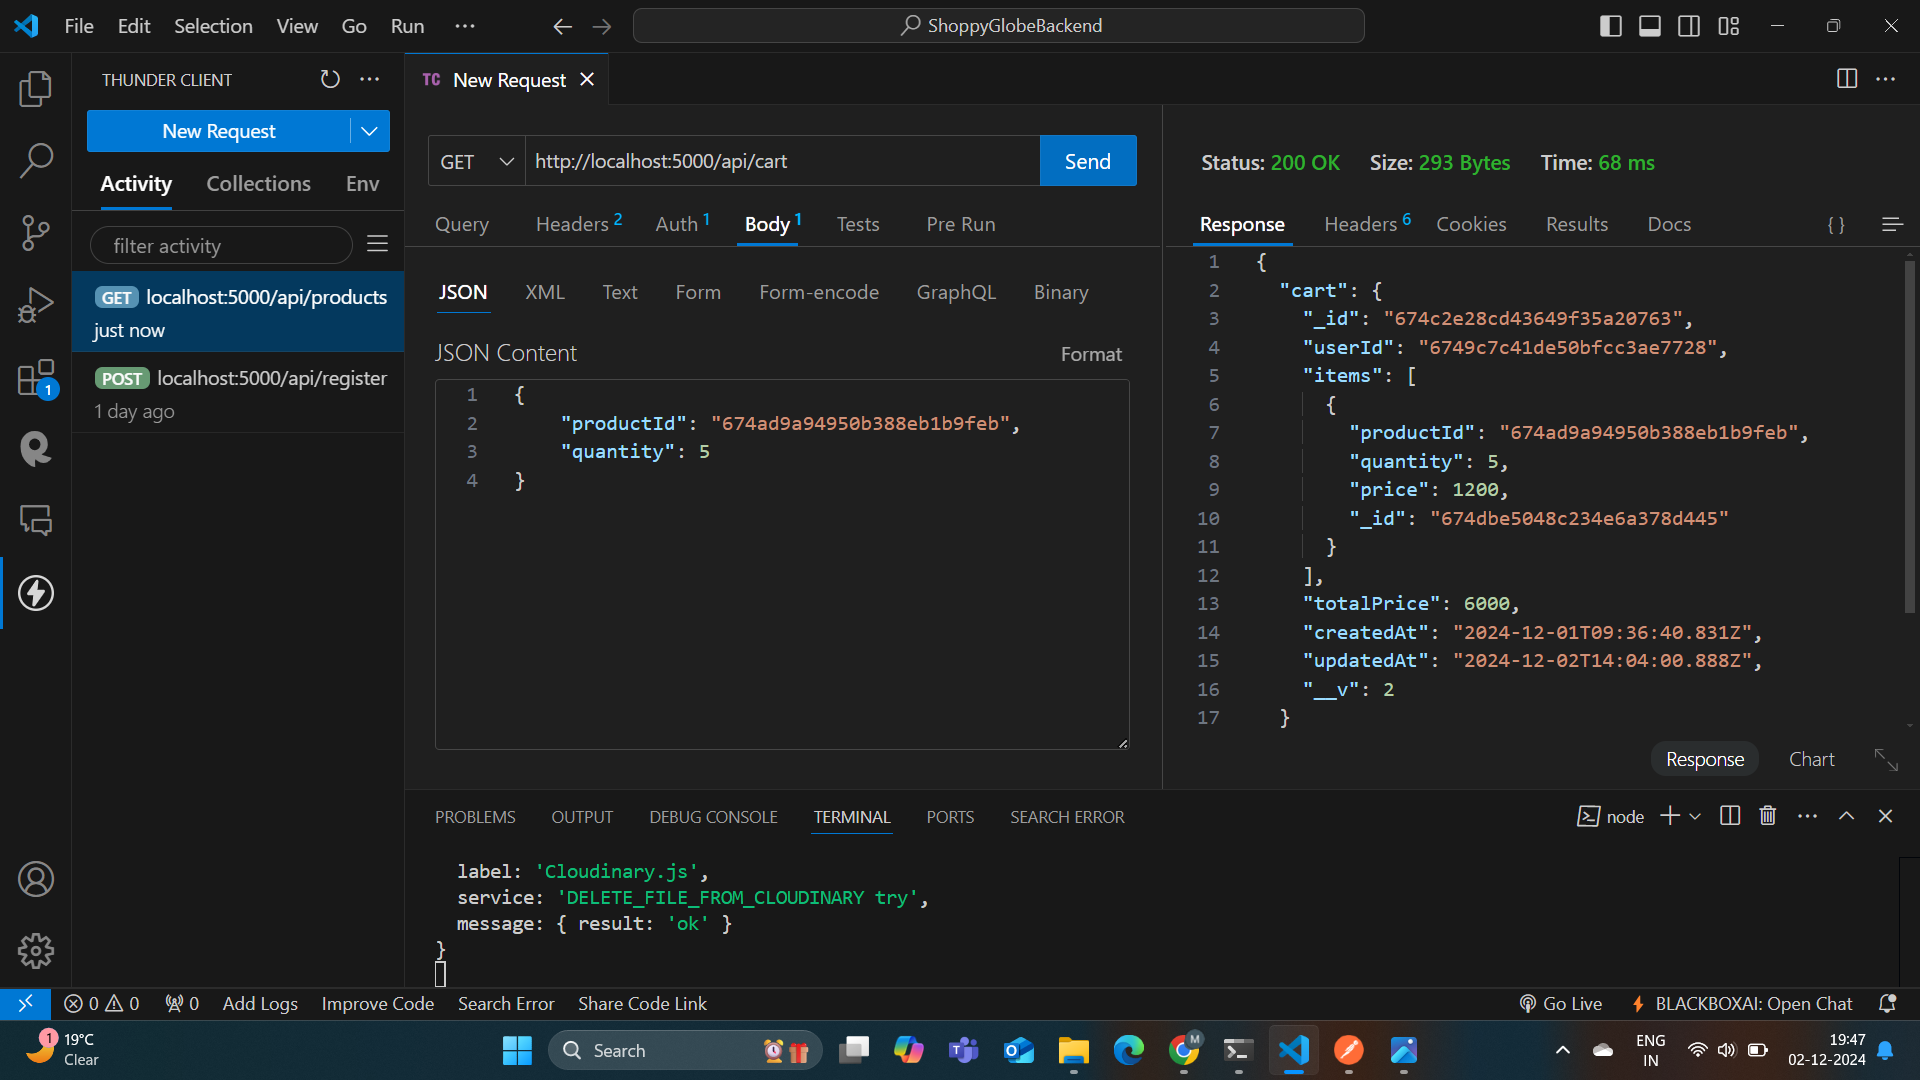 File Edit Selection View Go Run ···
ShoppyGlobeBackend
THUNDER CLIENT
New Request
Activity Collections Env
filter activity
GET localhost:5000/api/products
just now
POST localhost:5000/api/register
1 day ago
1
TC New Request
GET http://localhost:5000/api/cart Send
Query Headers 2 Auth 1 Body 1 Tests Pre Run
JSON XML Text Form Form-encode GraphQL Binary
JSON Content Format
1 {
2 "productId": "674ad9a94950b388eb1b9feb",
3 "quantity": 5
4 }
Status: 200 OK Size: 293 Bytes Time: 68 ms
Response Headers 6 Cookies Results Docs { }
1 {
2 "cart": {
3 "_id": "674c2e28cd43649f35a20763",
4 "userId": "6749c7c41de50bfcc3ae7728",
5 "items": [
6 {
7 "productId": "674ad9a94950b388eb1b9feb",
8 "quantity": 5,
9 "price": 1200,
10 "_id": "674dbe5048c234e6a378d445"
11 }
12 ],
13 "totalPrice": 6000,
14 "createdAt": "2024-12-01T09:36:40.831Z",
15 "updatedAt": "2024-12-02T14:04:00.888Z",
16 "__v": 2
17 }
Response Chart
PROBLEMS OUTPUT DEBUG CONSOLE TERMINAL PORTS SEARCH ERROR
node
label: 'Cloudinary.js',
service: 'DELETE_FILE_FROM_CLOUDINARY try',
message: { result: 'ok' }
}
0 0 0 Add Logs Improve Code Search Error Share Code Link
Go Live BLACKBOXAI: Open Chat
1 19°C
Clear
Search
M
ENG
IN
19:47
02-12-2024